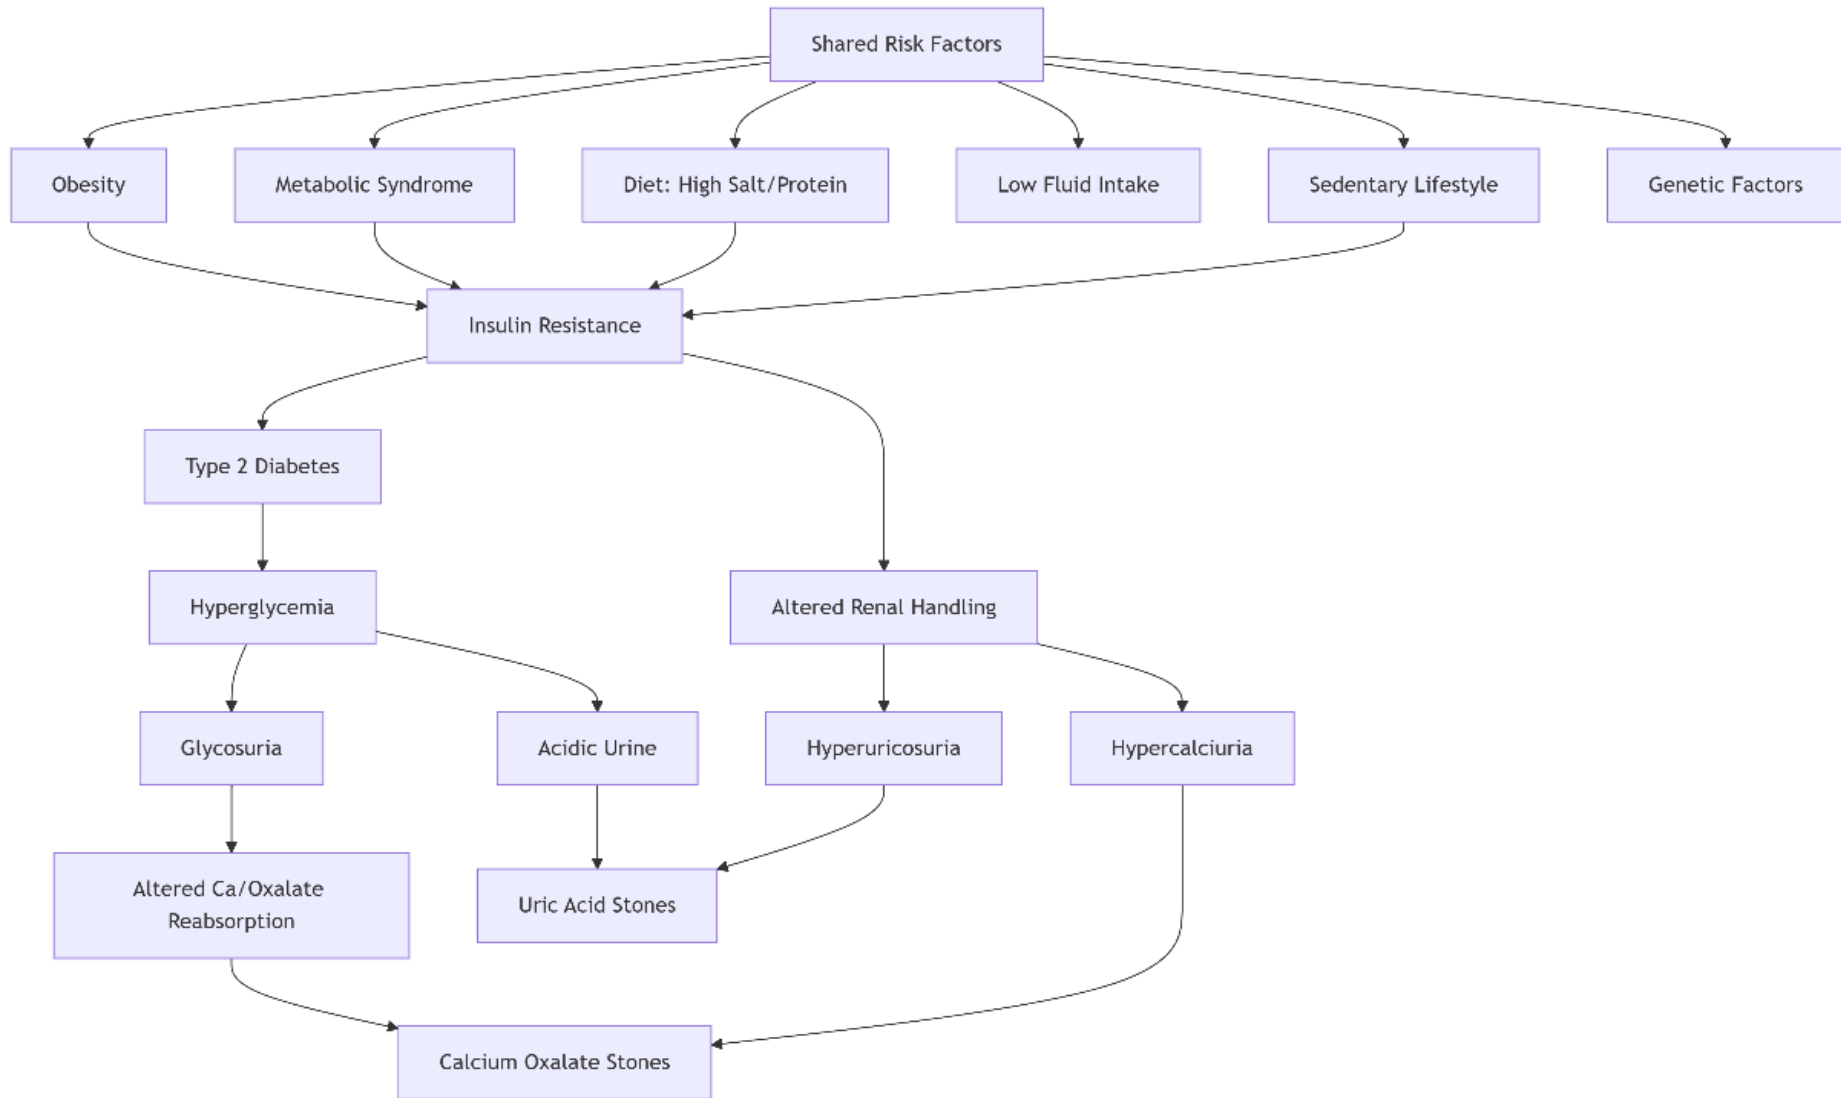 Shared Risk Factors
Obesity
Metabolic Syndrome
Diet: High Salt/Protein
Low Fluid Intake
Sedentary Lifestyle
Genetic Factors
Insulin Resistance
Type 2 Diabetes
Hyperglycemia
Altered Renal Handling
Glycosuria
Acidic Urine
Hyperuricosuria
Hypercalciuria
Altered Ca/Oxalate
Reabsorption
Uric Acid Stones
Calcium Oxalate Stones